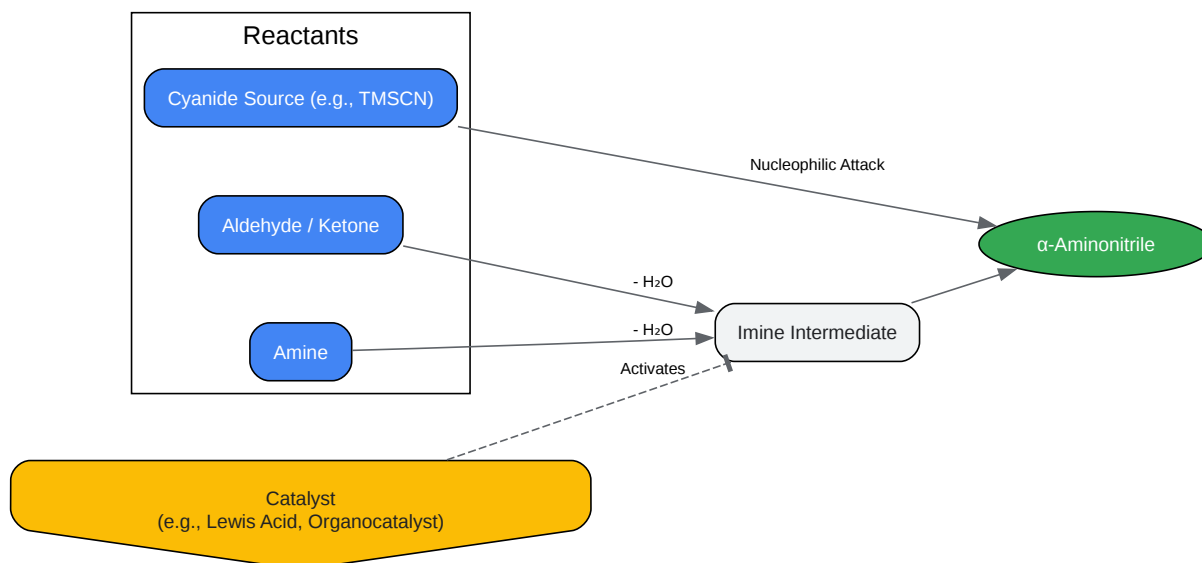 Reactants
Cyanide Source (e.g., TMSCN)
Nucleophilic Attack
Aldehyde / Ketone
α-Aminonitrile
- H₂O
Imine Intermediate
- H₂O
Amine
Activates
Catalyst
(e.g., Lewis Acid, Organocatalyst)